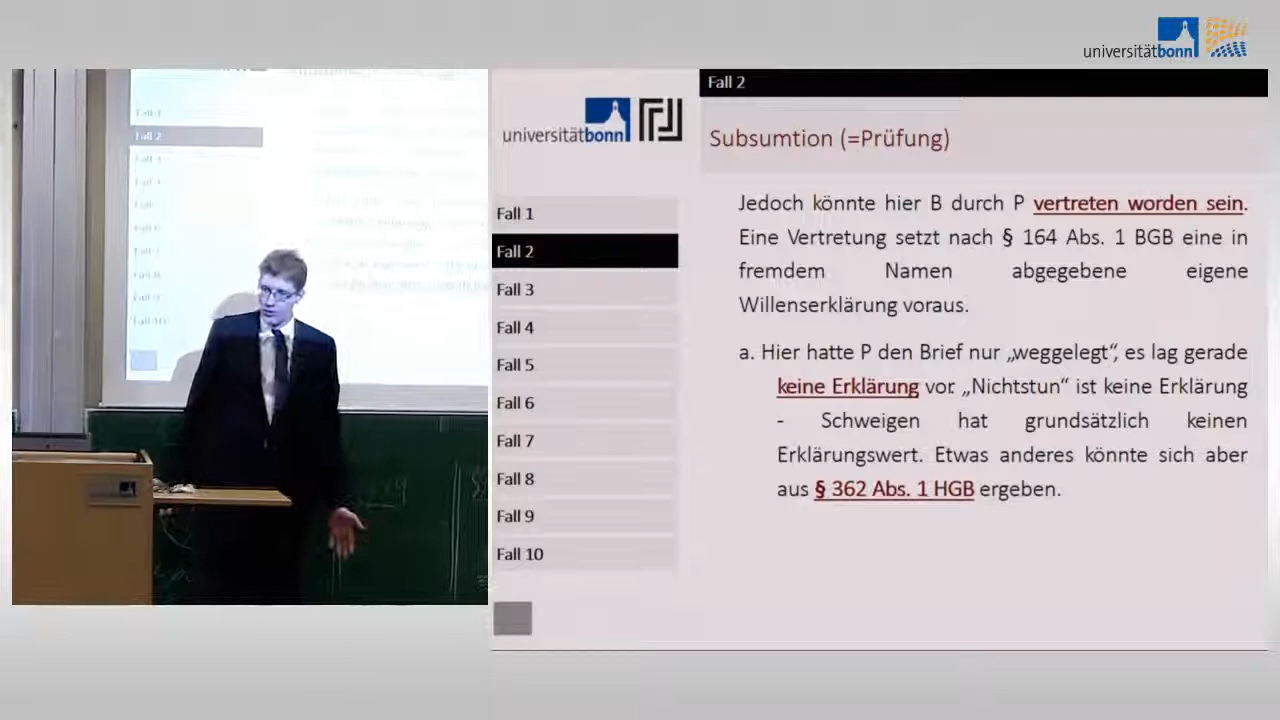 universitätbonn
Fall 2
universitätbonn
Subsumtion (=Prüfung)
Jedoch könnte hier B durch P vertreten worden sein.
Eine Vertretung setzt nach § 164 Abs. 1 BGB eine in
fremdem Namen abgegebene eigene
Willenserklärung voraus.
a. Hier hatte P den Brief nur „weggelegt“, es lag gerade
keine Erklärung vor. „Nichtstun“ ist keine Erklärung
- Schweigen hat grundsätzlich keinen
Erklärungswert. Etwas anderes könnte sich aber
aus § 362 Abs. 1 HGB ergeben.
Fall 1
Fall 2
Fall 3
Fall 4
Fall 5
Fall 6
Fall 7
Fall 8
Fall 9
Fall 10
Fall 1
Fall 2